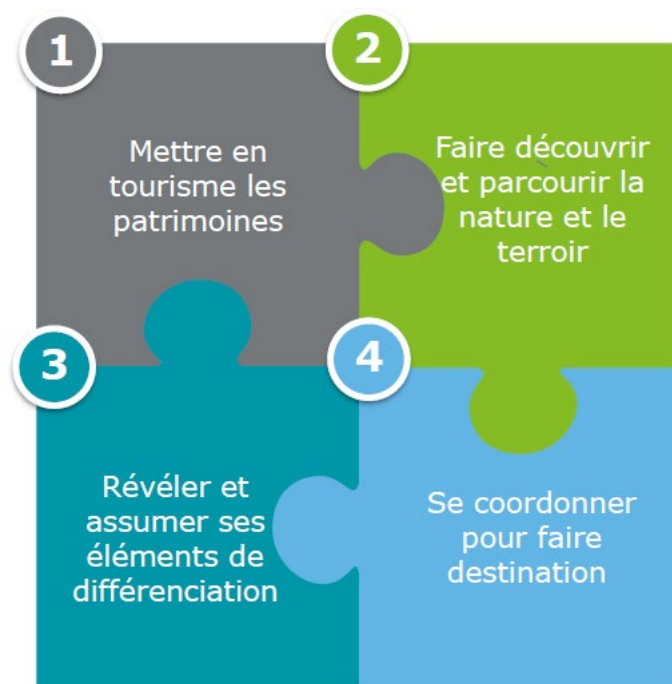 1
Mettre en
tourisme les
patrimoines
2
Faire découvrir
et parcourir la
nature et le
terroir
3
Révéler et
assumer ses
éléments de
différenciation
4
Se coordonner
pour faire
destination